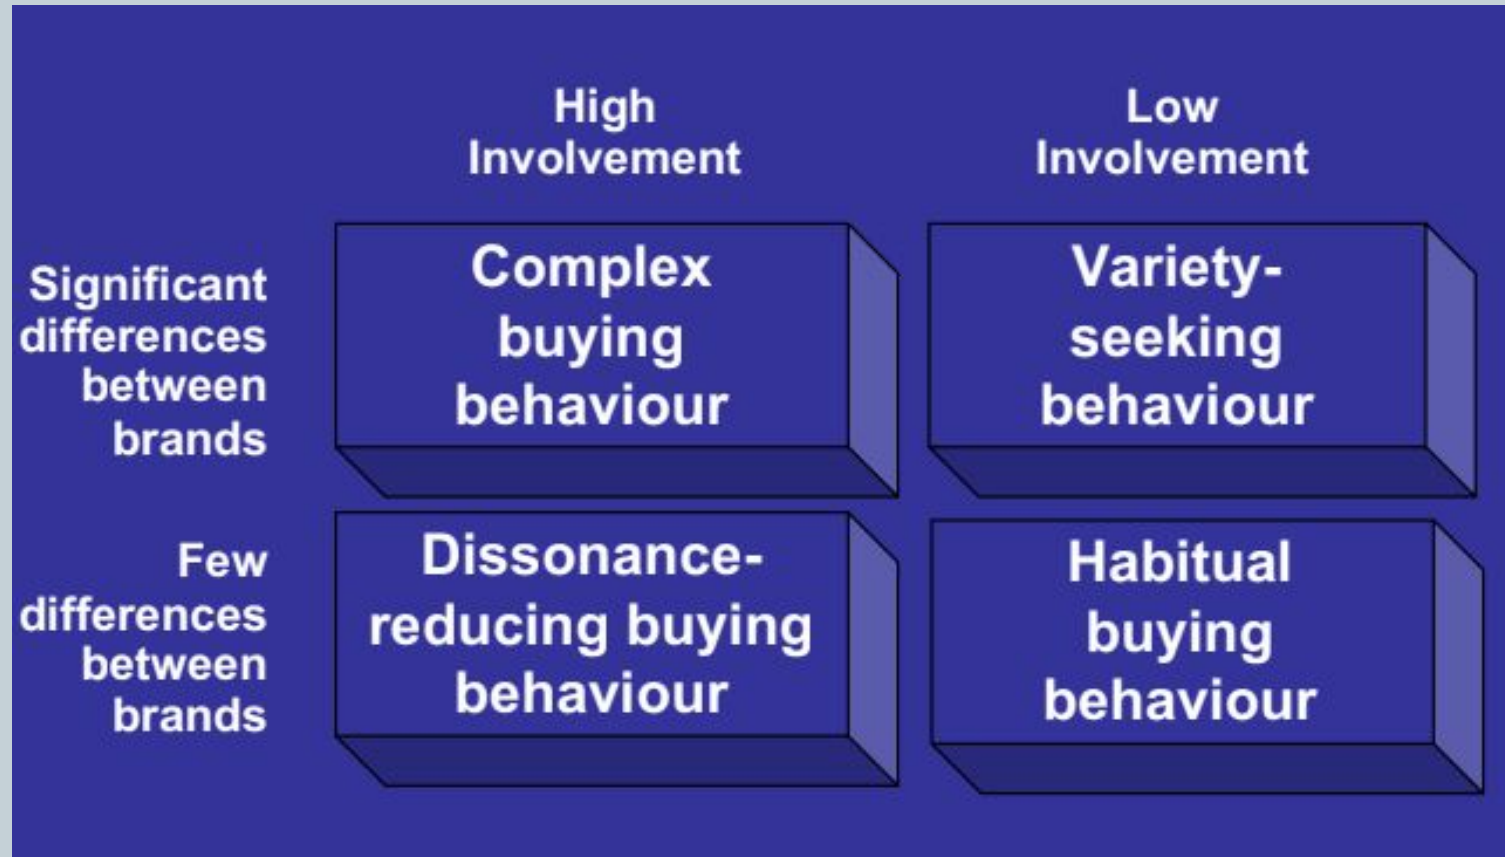 High
Involvement
Low
Involvement
Significant
differences
between
brands
Complex
buying
behaviour
Variety-
seeking
behaviour
Few
differences
between
brands
Dissonance-
reducing buying
behaviour
Habitual
buying
behaviour